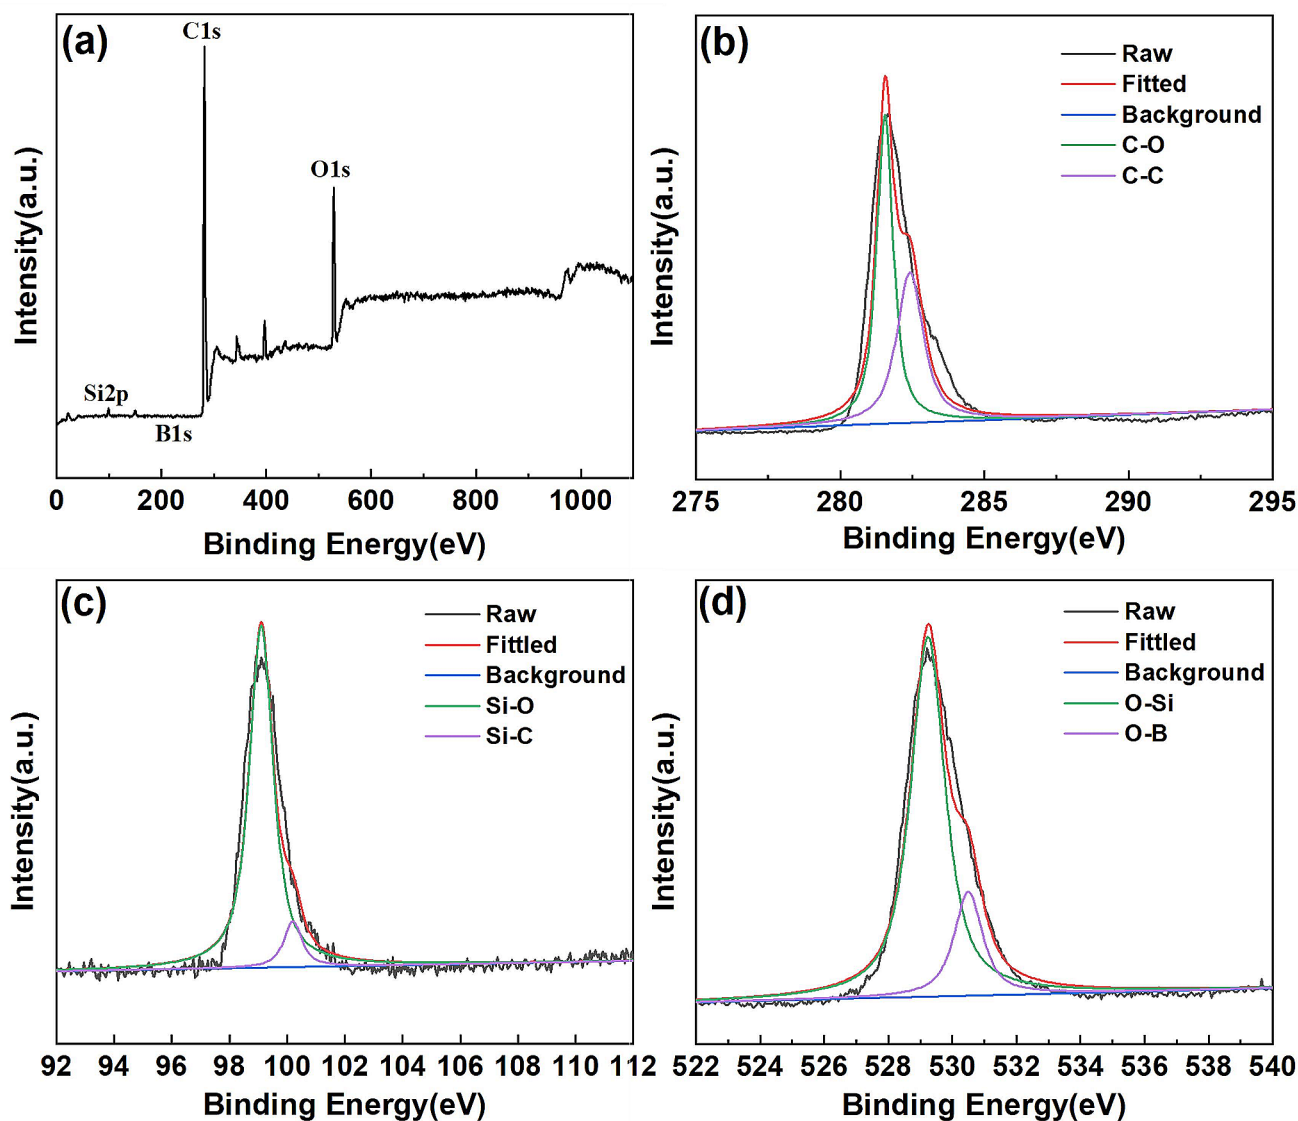 (a)
C1s
O1s
Si2p
B1s
Intensity(a.u.)
0 200 400 600 800 1000
Binding Energy(eV)
(b)
Raw
Fitted
Background
C-O
C-C
Intensity(a.u.)
275 280 285 290 295
Binding Energy(eV)
(c)
Raw
Fittled
Background
Si-O
Si-C
Intensity(a.u.)
92 94 96 98 100 102 104 106 108 110 112
Binding Energy(eV)
(d)
Raw
Fittled
Background
O-Si
O-B
Intensity(a.u.)
522 524 526 528 530 532 534 536 538 540
Binding Energy(eV)